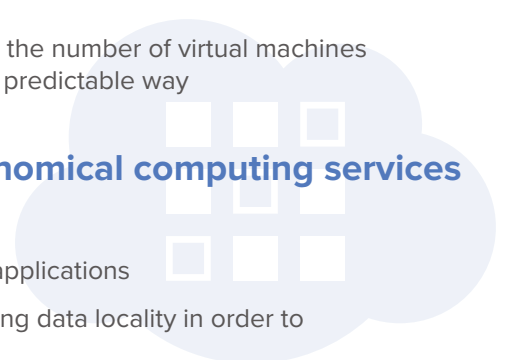 the number of virtual machines
predictable way
nomical computing services
applications
ng data locality in order to